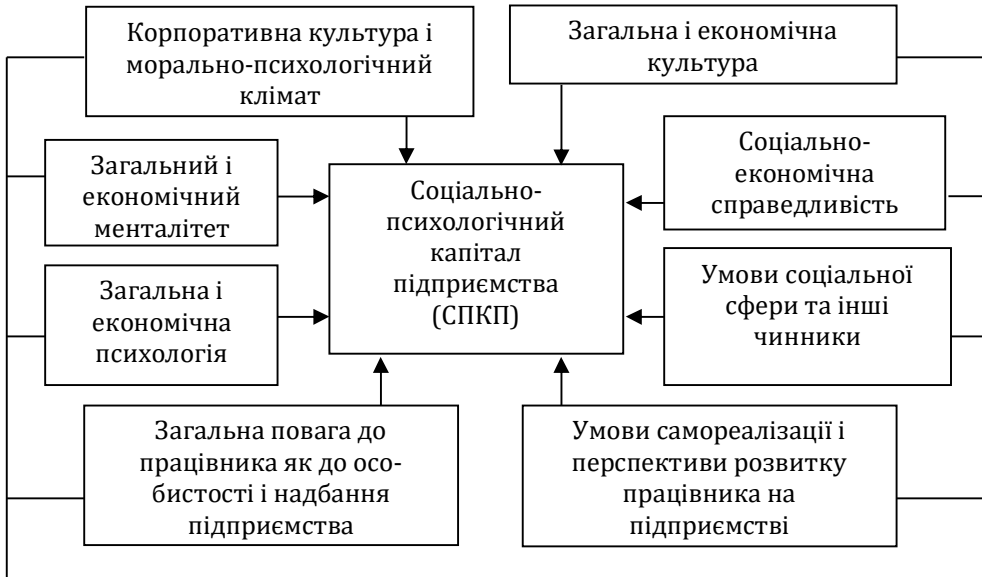 Корпоративна культура і
морально-психологічний
клімат
Загальна і економічна
культура
Загальний і
економічний
менталітет
Соціально-
психологічний
капітал
підприємства
(СПКП)
Соціально-
економічна
справедливість
Загальна і
економічна
психологія
Умови соціальної
сфери та інші
чинники
Загальна повага до
працівника як до осо-
бистості і надбання
підприємства
Умови самореалізації і
перспективи розвитку
працівника на
підприємстві